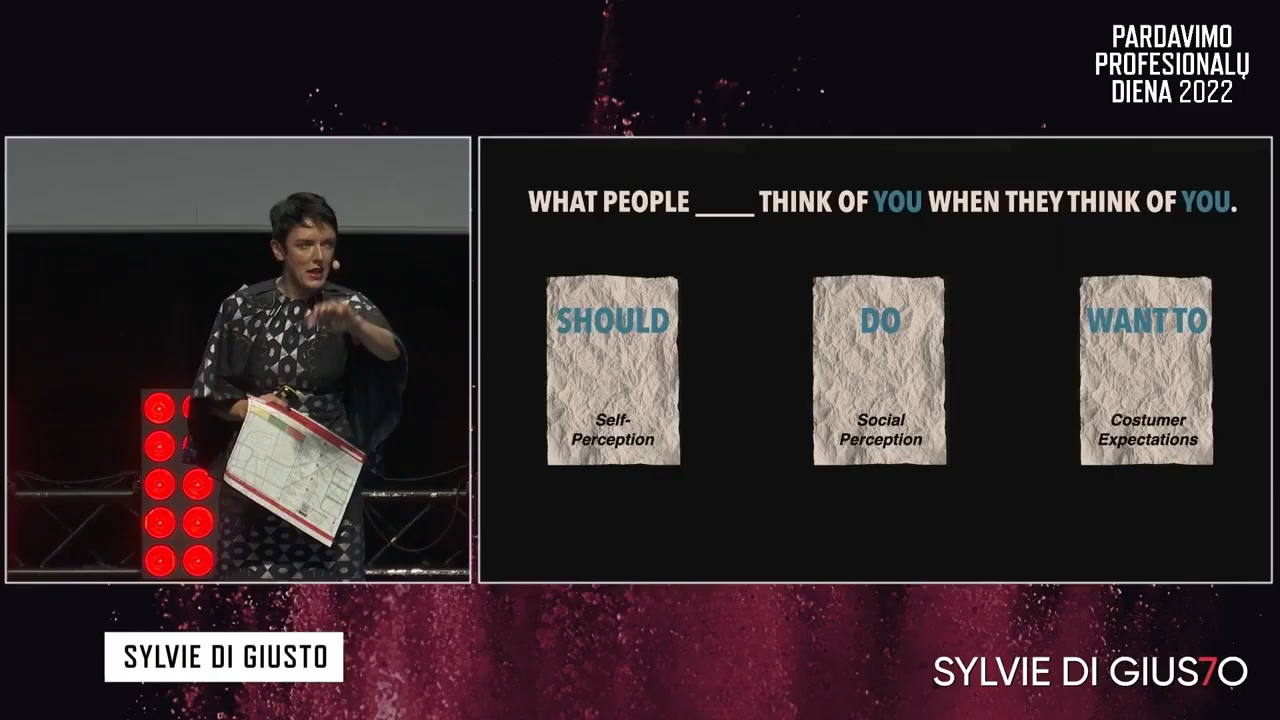 PARDAVIMO
PROFESIONALŲ
DIENA 2022
WHAT PEOPLE ____ THINK OF YOU WHEN THEY THINK OF YOU.
SHOULD
Self-
Perception
DO
Social
Perception
WANT TO
Costumer
Expectations
SYLVIE DI GIUSTO
SYLVIE DI GIUS7O